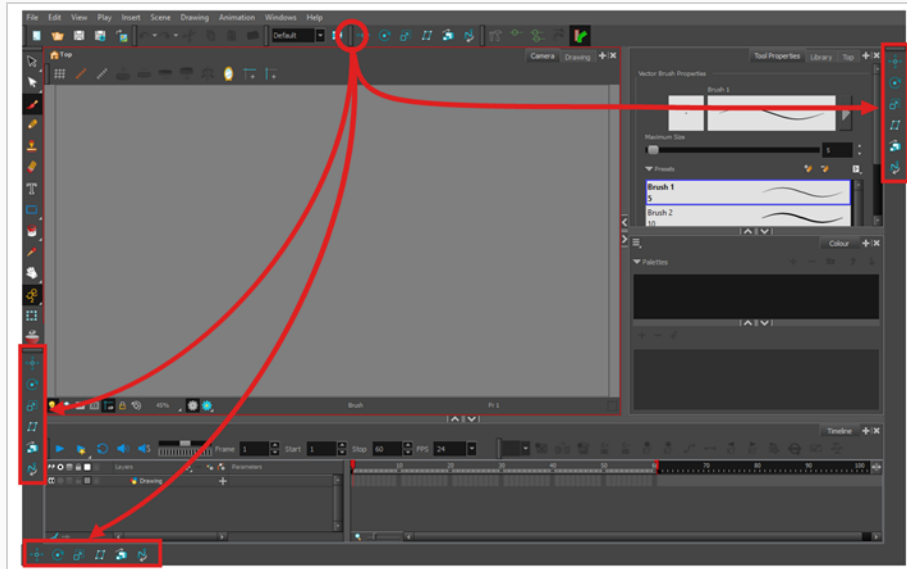 File Edit View Play Insert Scene Drawing Animation Windows Help
Default
Top
Camera Drawing
Tool Properties Library Top
Vector Brush Properties
Brush 1
Maximum Size
5
Presets
Brush 1
5
Brush 2
10
Colour
Palettes
45% Brush Fr 1
Timeline
Frame 1 Start 1 Stop 60 FPS 24
Layers Parameters
10 20 30 40 50 60 70 80 90 100
Drawing